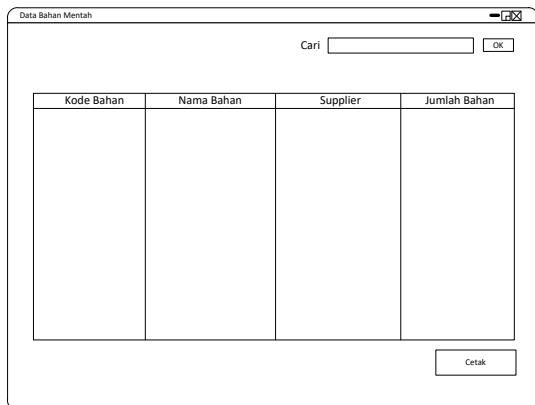 Data Bahan Mentah
Cari OK
Kode Bahan Nama Bahan Supplier Jumlah Bahan
Cetak